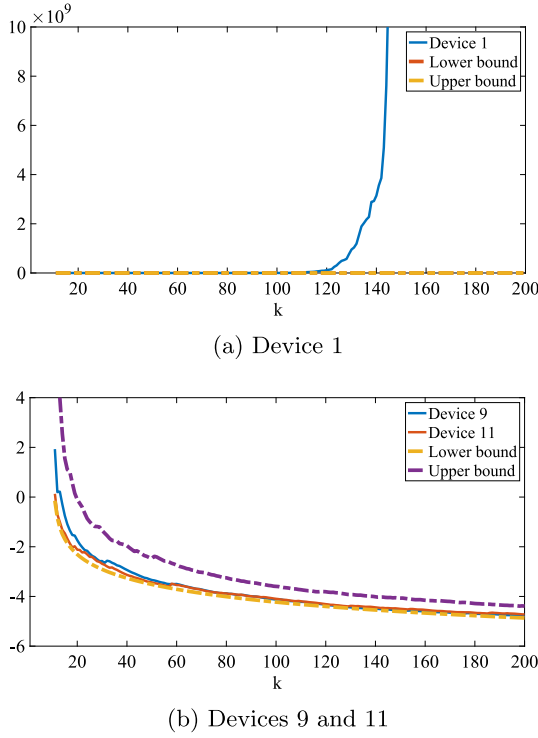 ×10⁹
10
8
6
4
2
0
Device 1
Lower bound
Upper bound
20 40 60 80 100 120 140 160 180 200
k
(a) Device 1
4
2
0
-2
-4
-6
Device 9
Device 11
Lower bound
Upper bound
20 40 60 80 100 120 140 160 180 200
k
(b) Devices 9 and 11